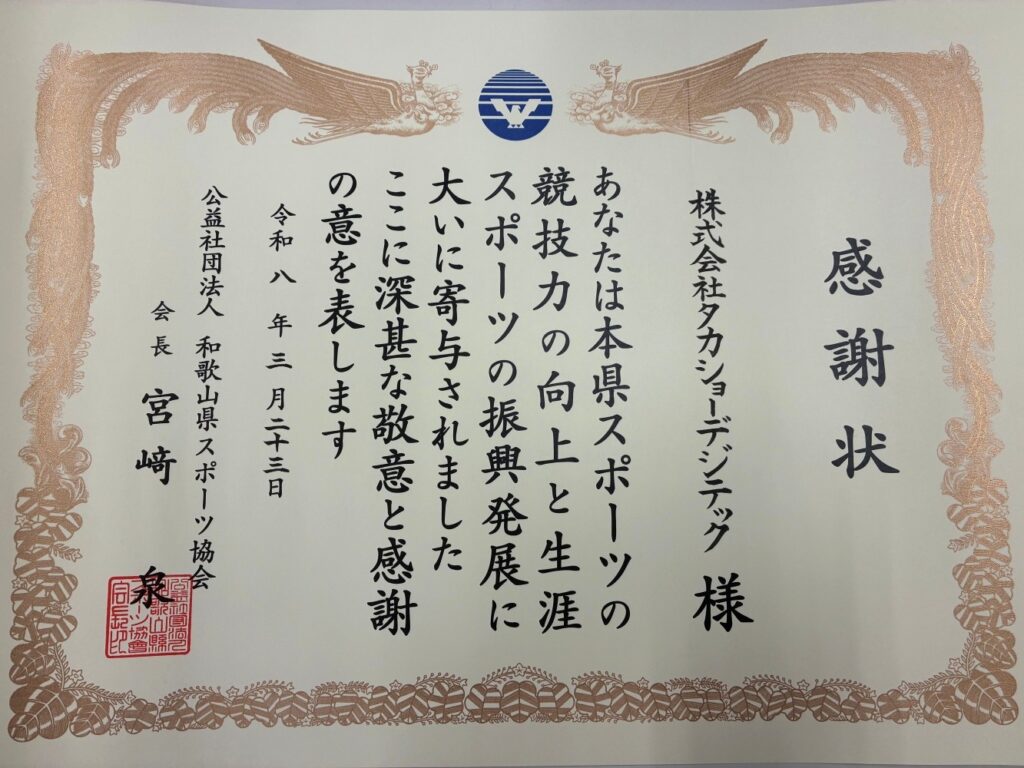 感謝状
株式会社タカショーデジテック 様
あなたは本県スポーツの
競技力の向上と生涯
スポーツの振興発展に
大いに寄与されました
ここに深甚な敬意と感謝
の意を表します
令和八年三月二十三日
公益社団法人 和歌山県スポーツ協会
会長 宮﨑 泉